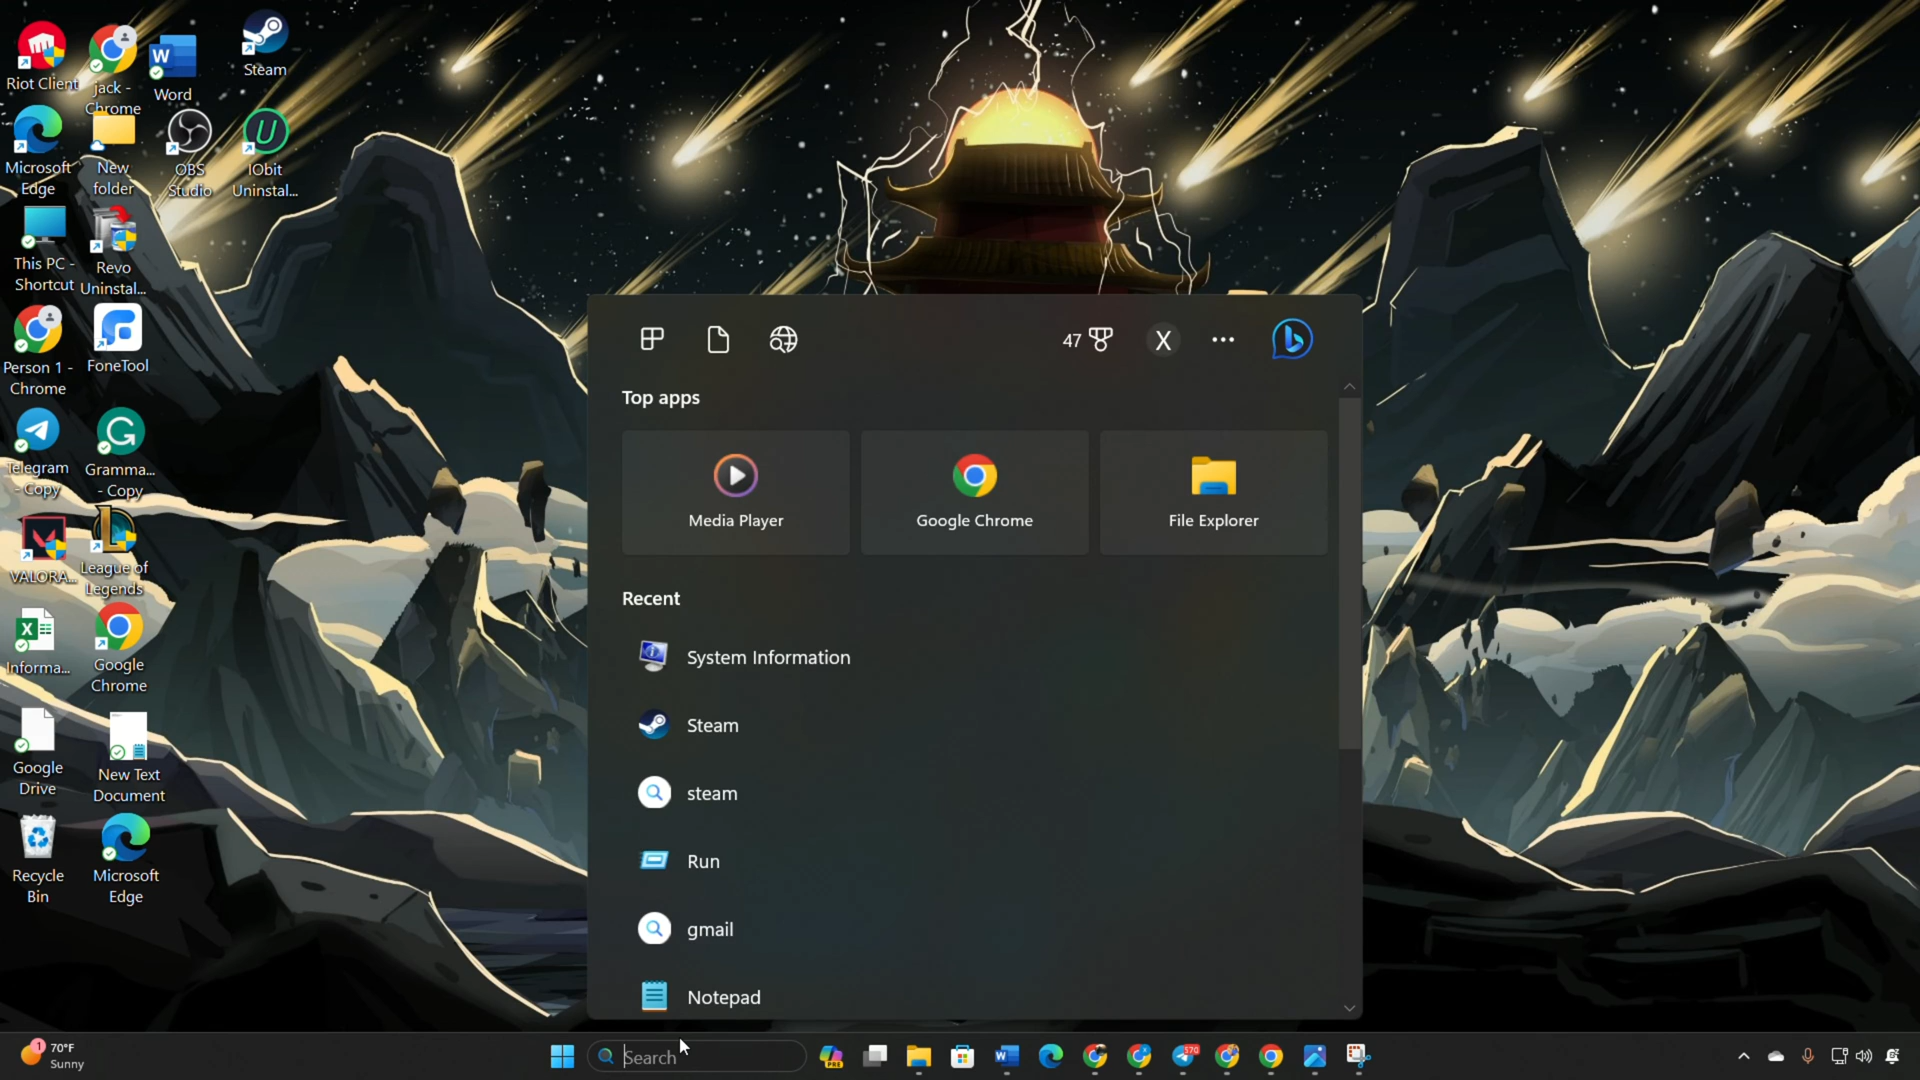 Riot Client
jack -
Chrome
Word
Steam
Microsoft
Edge
New
folder
OBS
Studio
IObit
Uninstal...
This PC -
Shortcut
Revo
Uninstal...
Person 1 -
Chrome
FoneTool
Telegram
- Copy
Gramma...
- Copy
VALORA...
League of
Legends
Informa...
Google
Chrome
Google
Drive
New Text
Document
Recycle
Bin
Microsoft
Edge
47
X
Top apps
Media Player
Google Chrome
File Explorer
Recent
System Information
Steam
steam
Run
gmail
Notepad
1
70°F
Sunny
Search
PRE
570